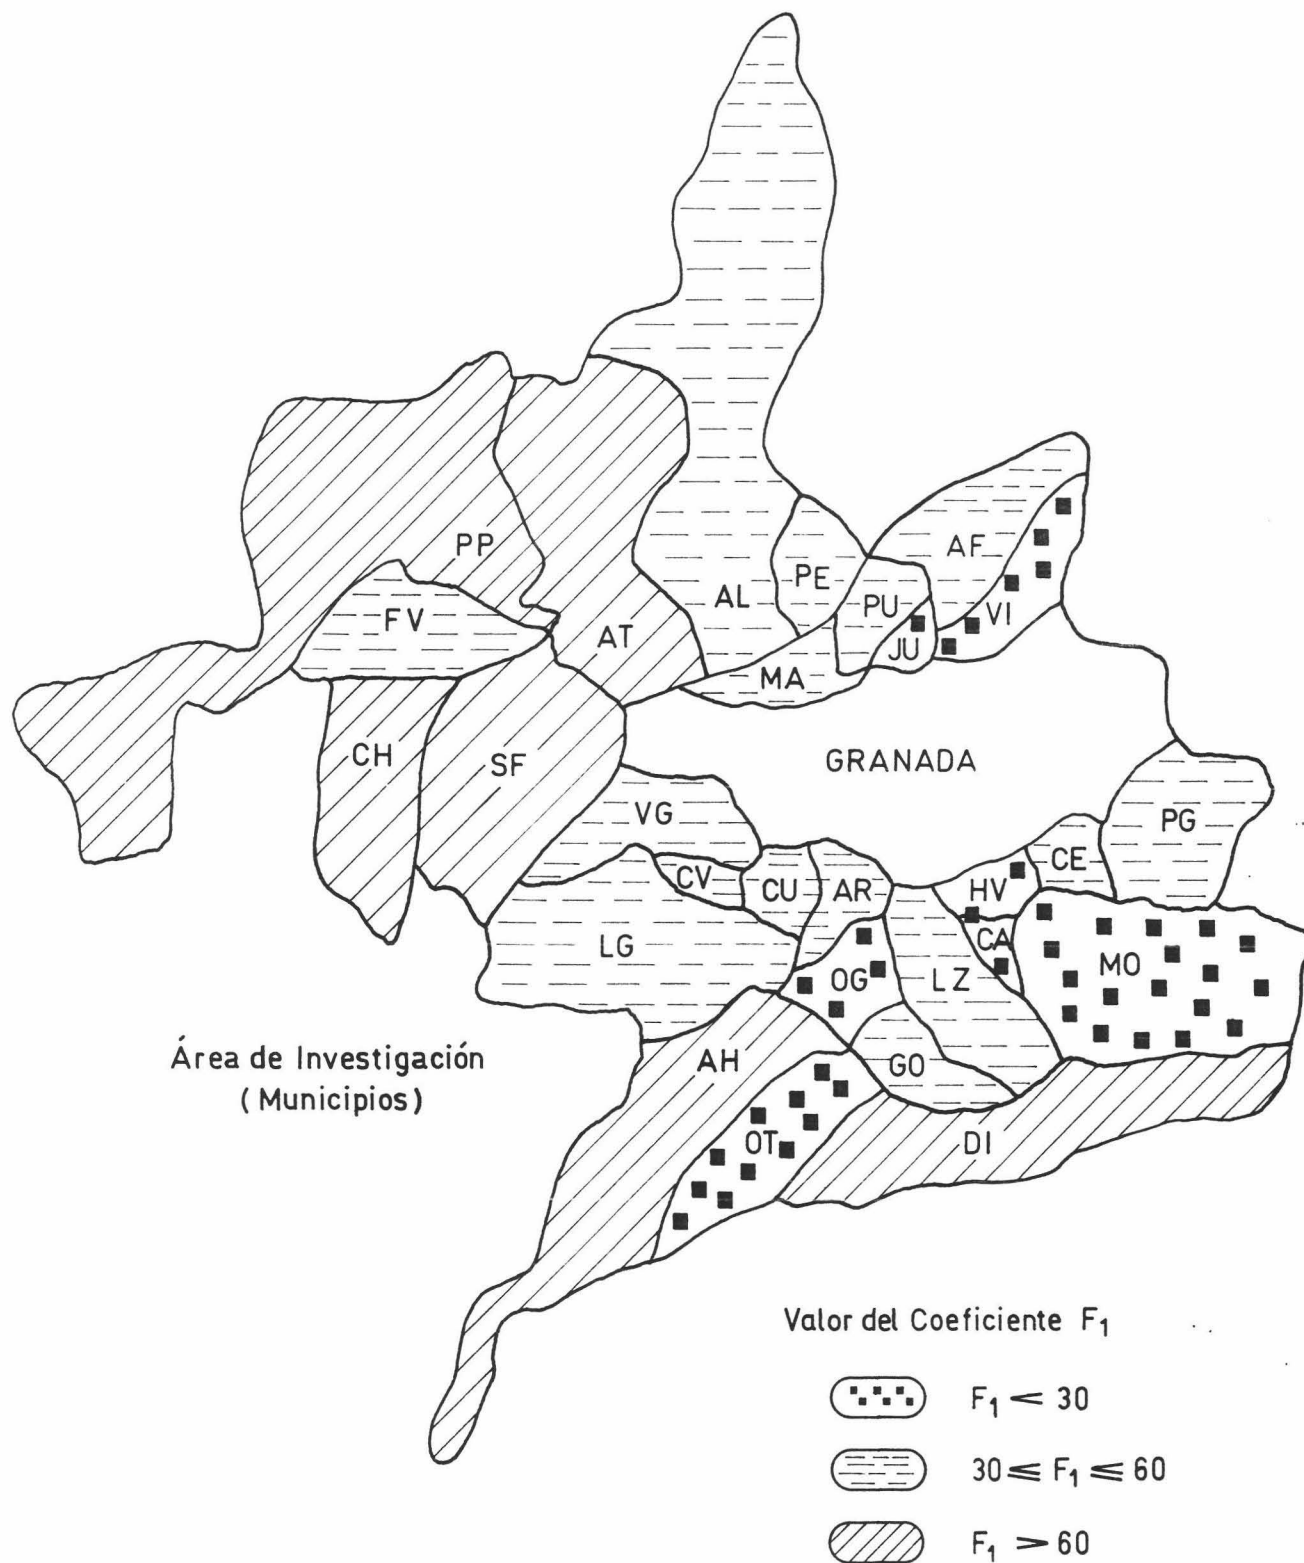 PP
AF
PE
AL
PU
VI
FV
AT
JU
MA
CH
SF
GRANADA
VG
PG
CE
CV
CU
AR
HV
LG
CA
MO
OG
LZ
Área de Investigación
(Municipios)
AH
GO
OT
DI
Valor del Coeficiente F₁
F₁ < 30
30 ≤ F₁ ≤ 60
F₁ > 60